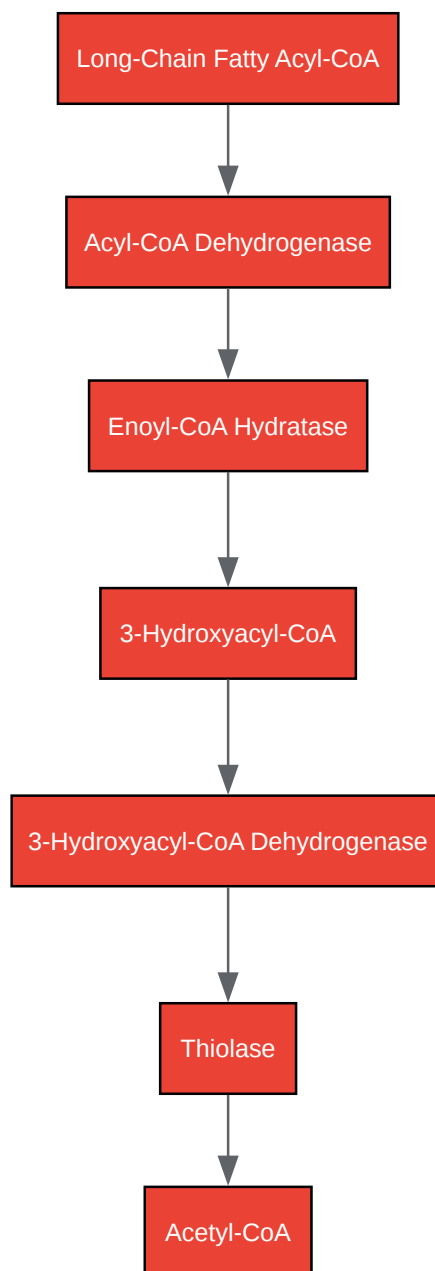 Long-Chain Fatty Acyl-CoA
Acyl-CoA Dehydrogenase
Enoyl-CoA Hydratase
3-Hydroxyacyl-CoA
3-Hydroxyacyl-CoA Dehydrogenase
Thiolase
Acetyl-CoA